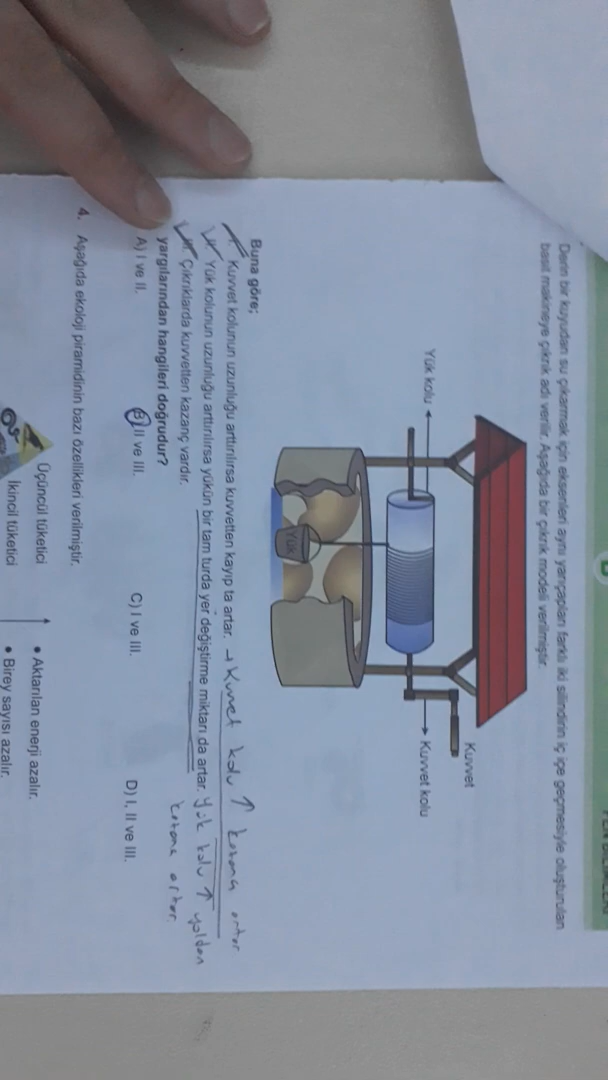 Derin bir kuyudan su çıkarmak için eksenleri aynı yarıçapları farklı iki silindirin iç içe geçmesiyle oluşturulan
basit makineye çıkrık adı verilir. Aşağıda bir çıkrık modeli verilmiştir.
Kuvvet
Yük kolu
Kuvvet kolu
Yük
Buna göre;
I. Kuvvet kolunun uzunluğu arttırılırsa kuvvetten kayıp ta artar. → Kuvvet kolu ↑ kazanç artar
II. Yük kolunun uzunluğu arttırılırsa yükün bir tam turda yer değiştirme miktarı da artar. Yük kolu ↑ yoldan
kazanç artar.
III. Çıkrıklarda kuvvetten kazanç vardır.
yargılarından hangileri doğrudur?
A) I ve II.
B) II ve III.
C) I ve III.
D) I, II ve III.
4. Aşağıda ekoloji piramidinin bazı özellikleri verilmiştir.
Üçüncül tüketici
• Aktarılan enerji azalır.
İkincil tüketici
• Birey sayısı azalır.